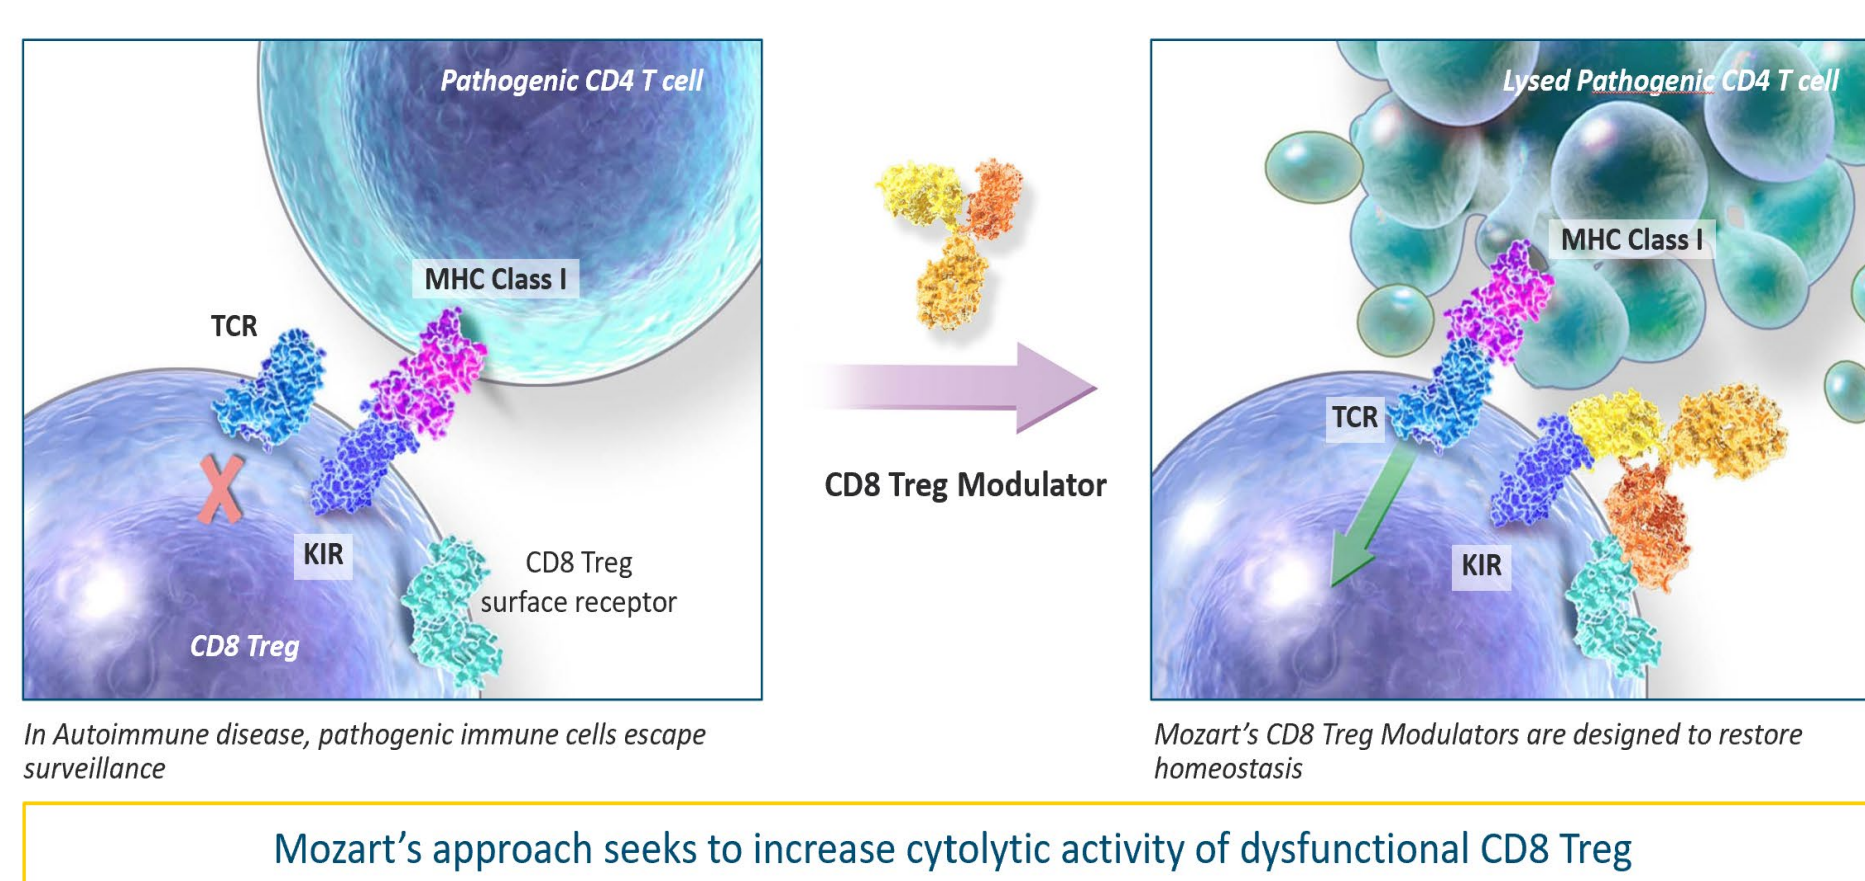 Pathogenic CD4 T cell
MHC Class I
TCR
KIR
CD8 Treg
surface receptor
CD8 Treg
In Autoimmune disease, pathogenic immune cells escape
surveillance
CD8 Treg Modulator
Lysed Pathogenic CD4 T cell
MHC Class I
TCR
KIR
Mozart’s CD8 Treg Modulators are designed to restore
homeostasis
Mozart’s approach seeks to increase cytolytic activity of dysfunctional CD8 Treg